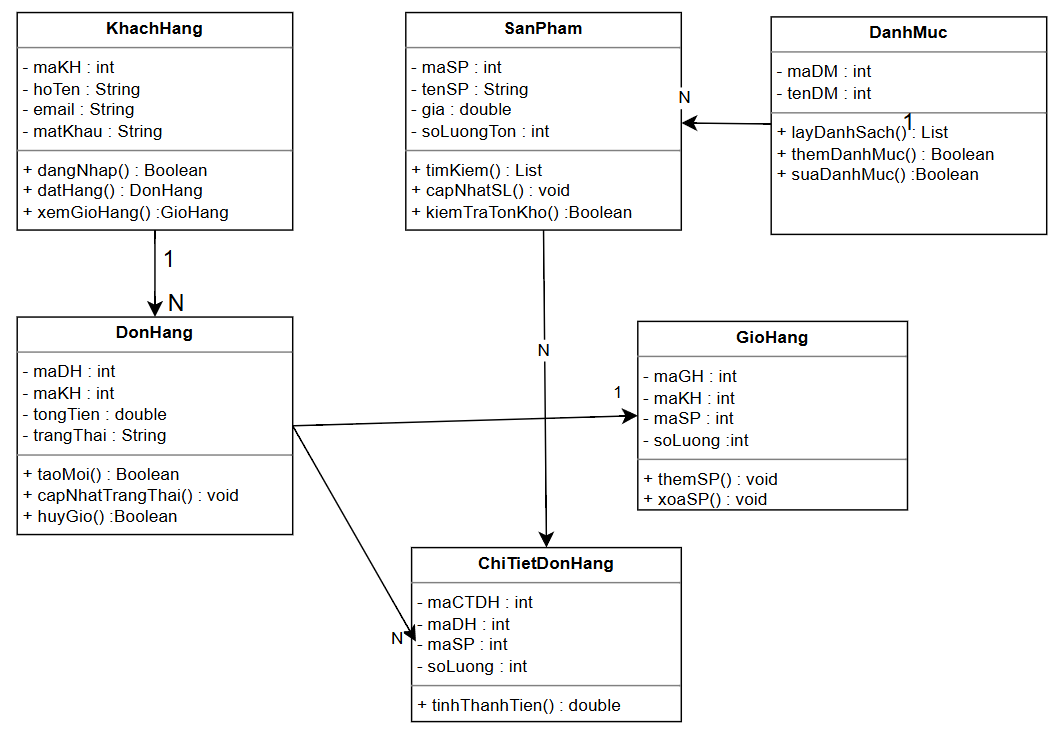 KhachHang
- maKH : int
- hoTen : String
- email : String
- matKhau : String
+ dangNhap() : Boolean
+ datHang() : DonHang
+ xemGioHang() :GioHang
SanPham
- maSP : int
- tenSP : String
- gia : double
- soLuongTon : int
+ timKiem() : List
+ capNhatSL() : void
+ kiemTraTonKho() :Boolean
N
1
DanhMuc
- maDM : int
- tenDM : int
+ layDanhSach() : List
+ themDanhMuc() : Boolean
+ suaDanhMuc() :Boolean
1
N
DonHang
- maDH : int
- maKH : int
- tongTien : double
- trangThai : String
+ taoMoi() : Boolean
+ capNhatTrangThai() : void
+ huyGio() :Boolean
N
1
GioHang
- maGH : int
- maKH : int
- maSP : int
- soLuong :int
+ themSP() : void
+ xoaSP() : void
N
ChiTietDonHang
- maCTDH : int
- maDH : int
- maSP : int
- soLuong : int
+ tinhThanhTien() : double